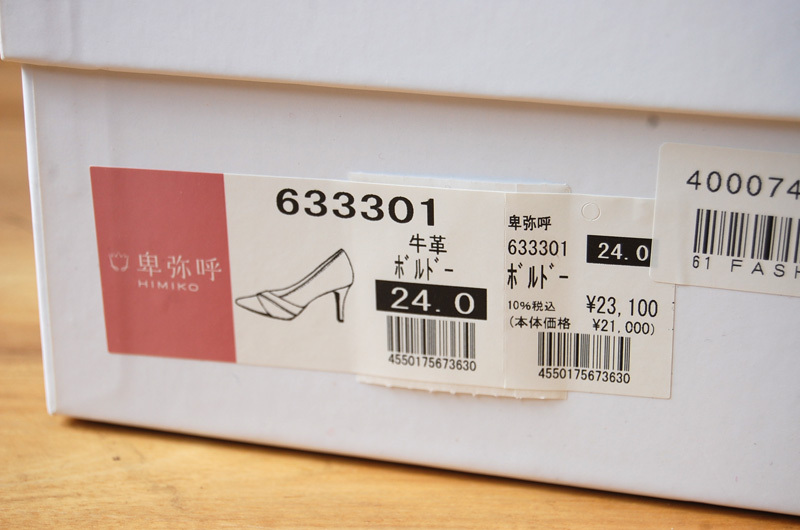 卑弥呼
HIMIKO
633301
牛革
ﾎﾞﾙﾄﾞｰ
24.0
4550175673630
卑弥呼
633301
24.0
ﾎﾞﾙﾄﾞｰ
10%税込 ¥23,100
(本体価格 ¥21,000)
4550175673630
400074
61 FASH